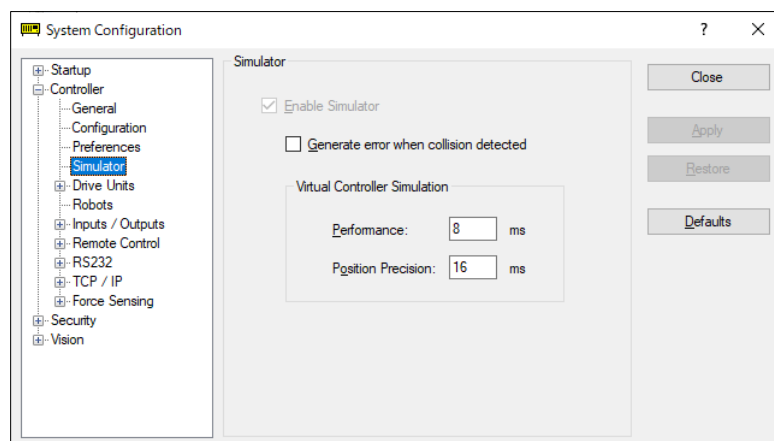 System Configuration
?
Startup
Controller
General
Configuration
Preferences
Simulator
Drive Units
Robots
Inputs / Outputs
Remote Control
RS232
TCP / IP
Force Sensing
Security
Vision
Simulator
Enable Simulator
Generate error when collision detected
Virtual Controller Simulation
Performance: 8 ms
Position Precision: 16 ms
Close
Apply
Restore
Defaults